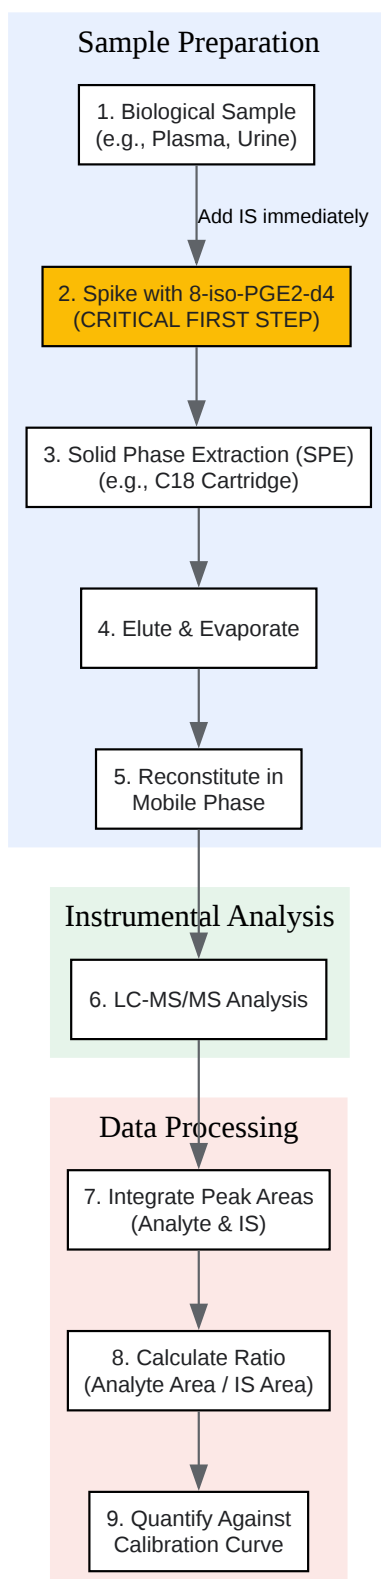 Sample Preparation
1. Biological Sample
(e.g., Plasma, Urine)
Add IS immediately
2. Spike with 8-iso-PGE2-d4
(CRITICAL FIRST STEP)
3. Solid Phase Extraction (SPE)
(e.g., C18 Cartridge)
4. Elute & Evaporate
5. Reconstitute in
Mobile Phase
Instrumental Analysis
6. LC-MS/MS Analysis
Data Processing
7. Integrate Peak Areas
(Analyte & IS)
8. Calculate Ratio
(Analyte Area / IS Area)
9. Quantify Against
Calibration Curve